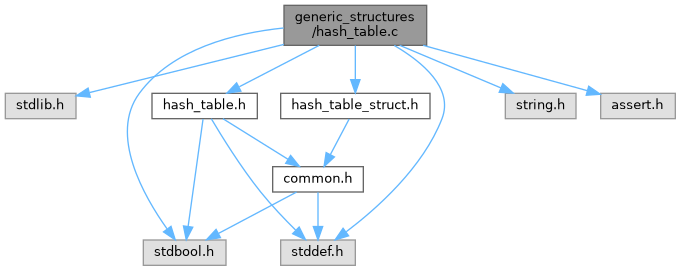 generic_structures
/hash_table.c
stdlib.h
hash_table.h
hash_table_struct.h
string.h
assert.h
common.h
stdbool.h
stddef.h